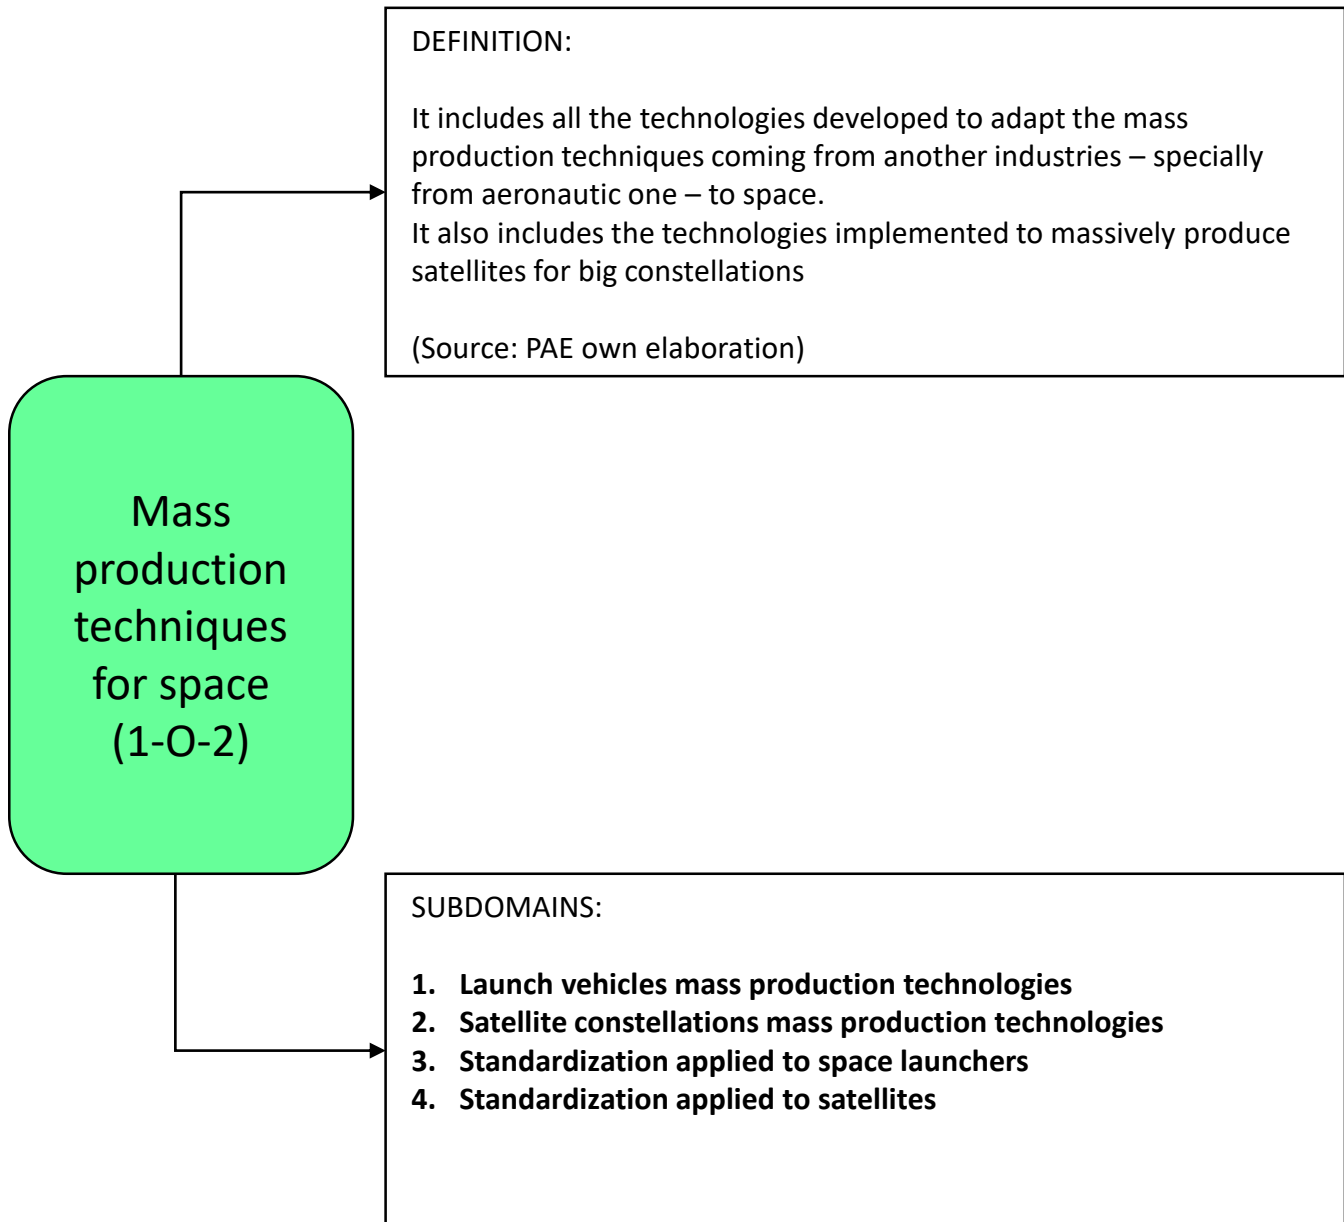 DEFINITION:
It includes all the technologies developed to adapt the mass
production techniques coming from another industries – specially
from aeronautic one – to space.
It also includes the technologies implemented to massively produce
satellites for big constellations
(Source: PAE own elaboration)
Mass
production
techniques
for space
(1-O-2)
SUBDOMAINS:
1. Launch vehicles mass production technologies
2. Satellite constellations mass production technologies
3. Standardization applied to space launchers
4. Standardization applied to satellites